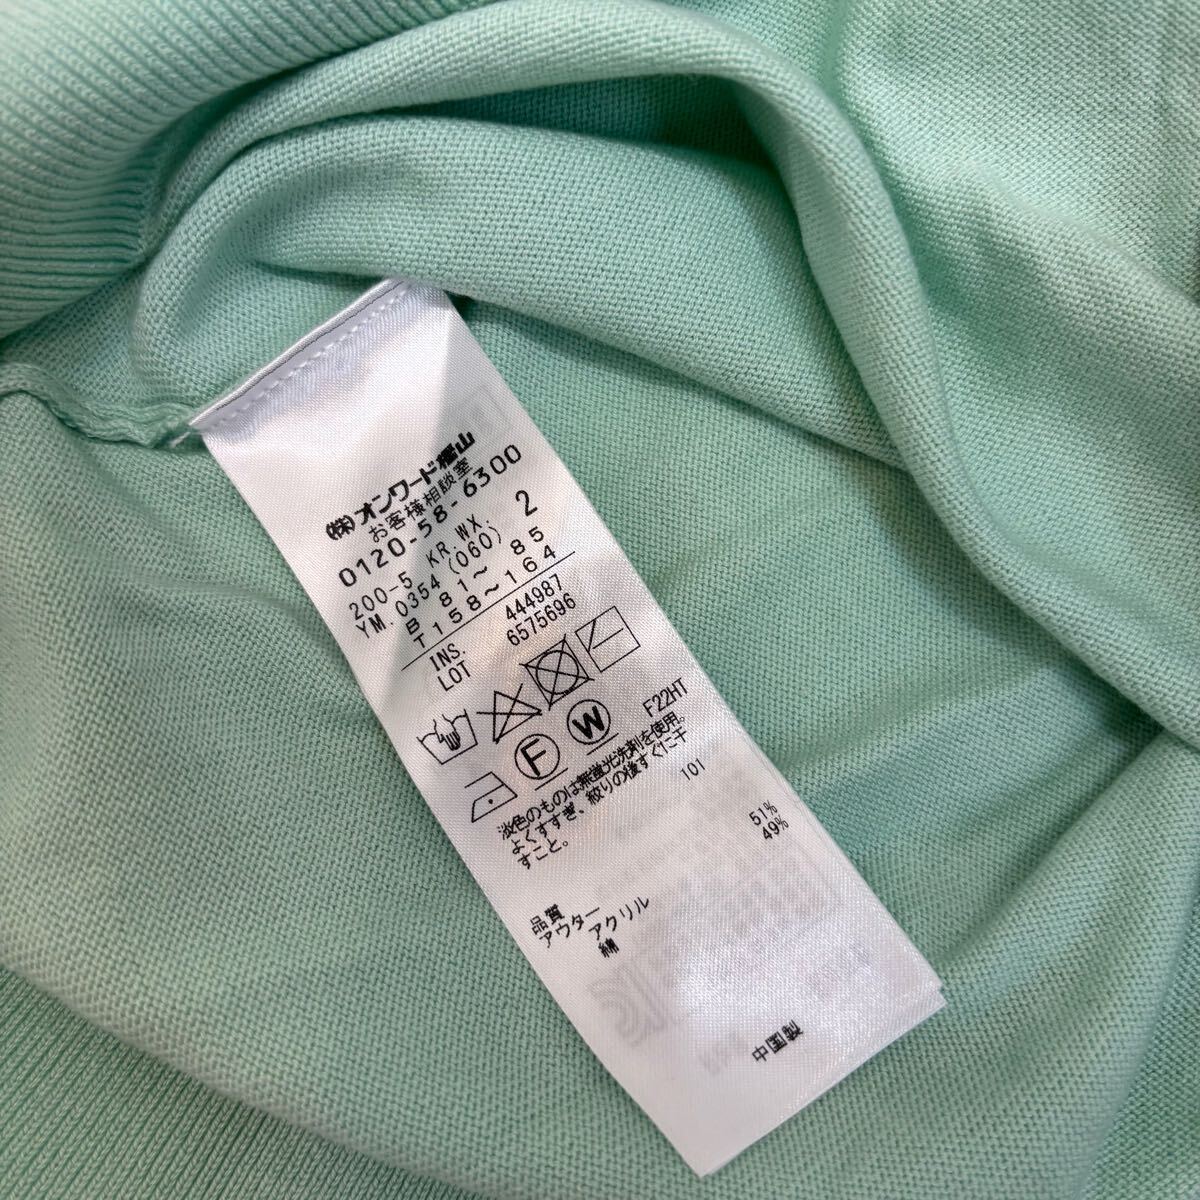 (株)オンワード樫山
お客様相談室
0120-58-6300
200-5 KR.WX. 2
YM.0354(060)
B 81～ 85
T158～164
INS. 444987
LOT 6575696
F W F22HT
淡色のものは無蛍光洗剤を使用。
よくすすぎ、絞りの後すぐに干
すこと。
101
品質
アウター アクリル 51%
綿 49%
中国製